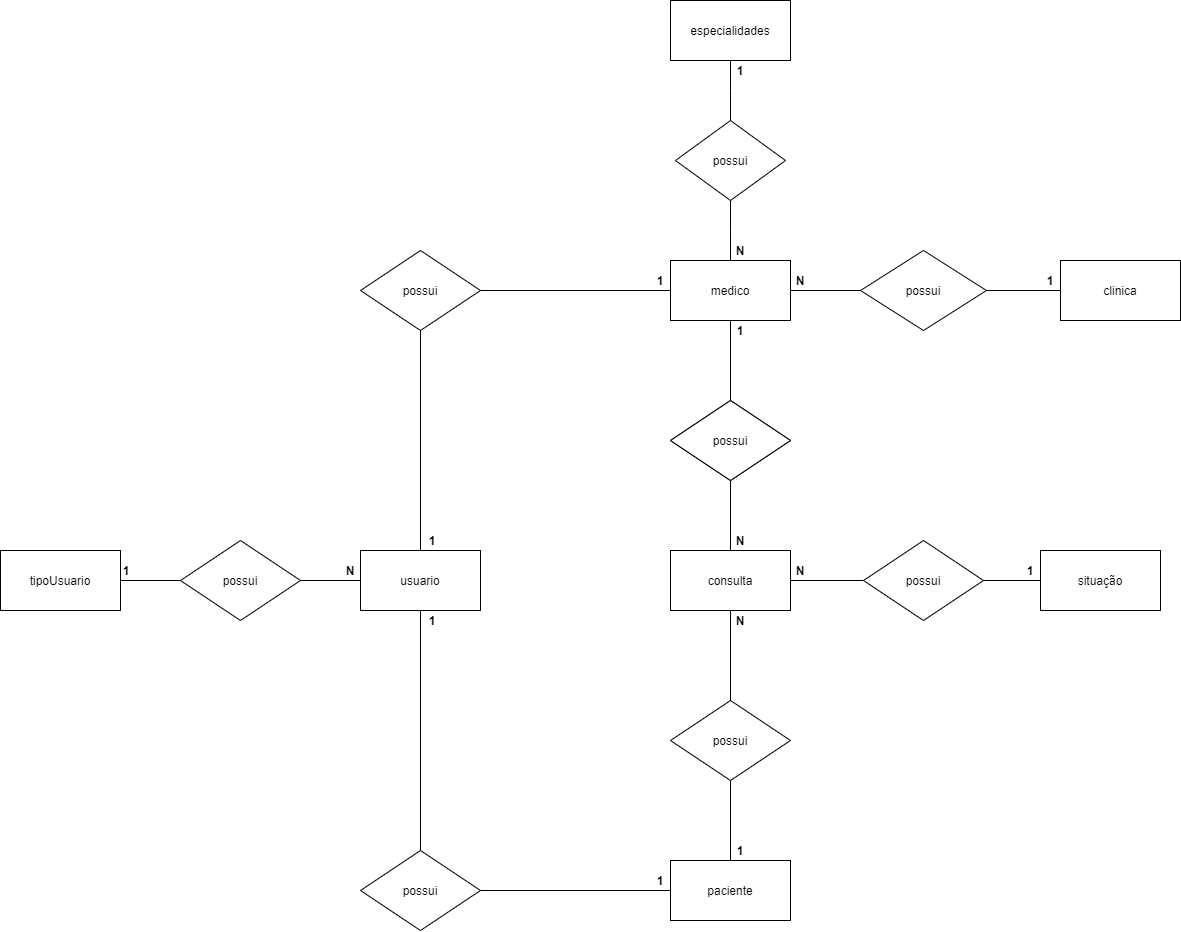 especialidades
1
possui
N
possui
1
medico
N
possui
1
clinica
1
possui
1
N
tipoUsuario
1
possui
N
usuario
consulta
N
possui
1
situação
1
N
possui
1
possui
1
paciente